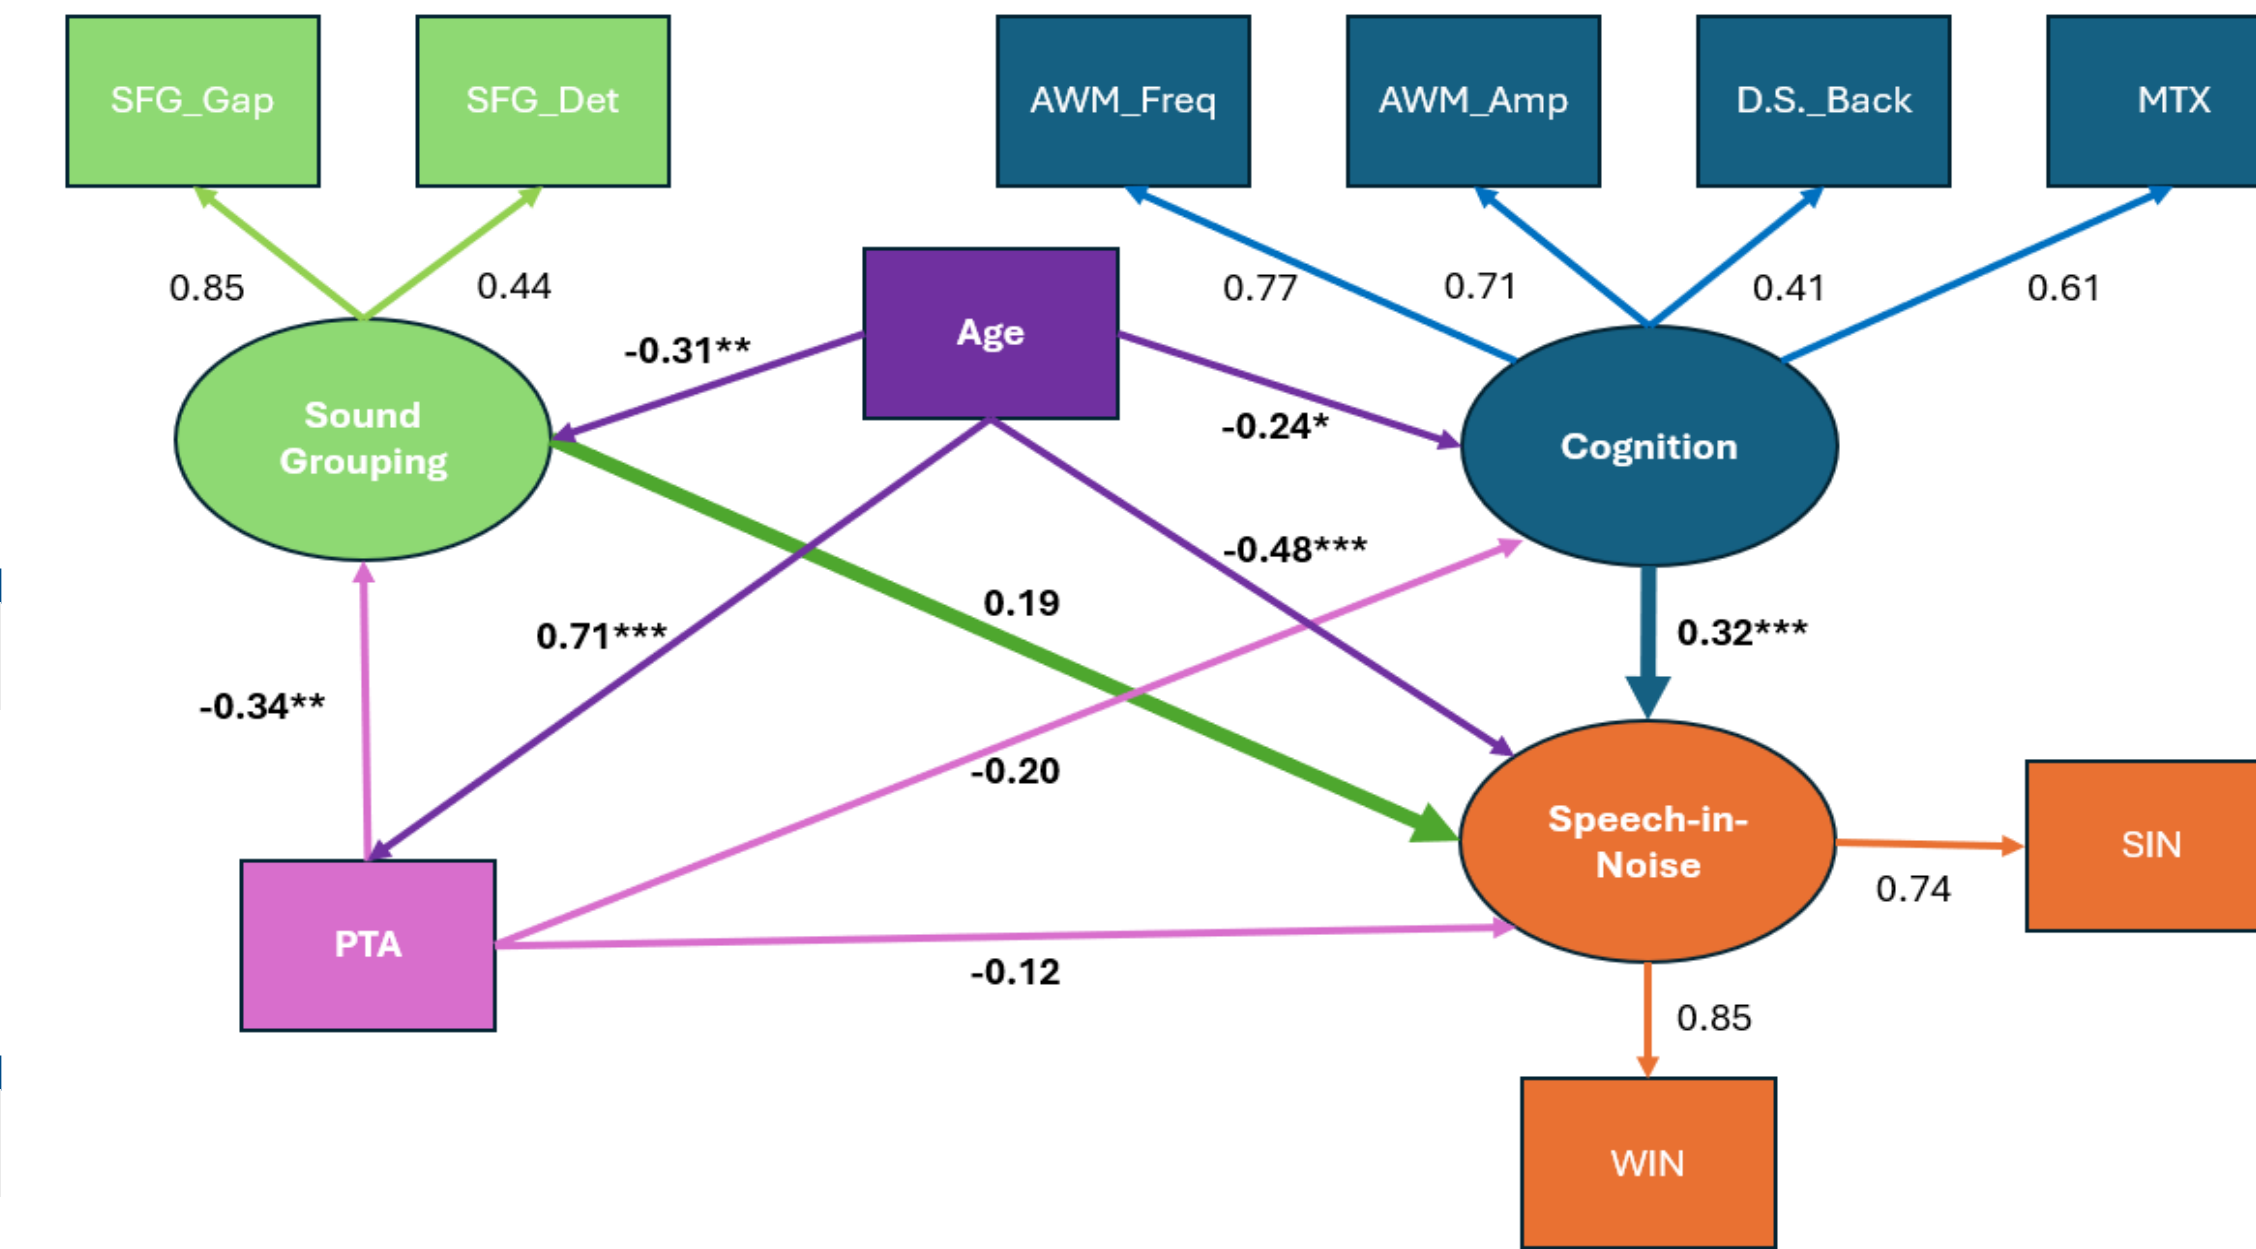 SFG_Gap
SFG_Det
AWM_Freq
AWM_Amp
D.S._Back
MTX
0.85
0.44
0.77
0.71
0.41
0.61
Age
-0.31**
-0.24*
Sound
Grouping
Cognition
-0.48***
0.19
0.71***
0.32***
-0.34**
-0.20
Speech-in-
Noise
SIN
0.74
PTA
-0.12
0.85
WIN